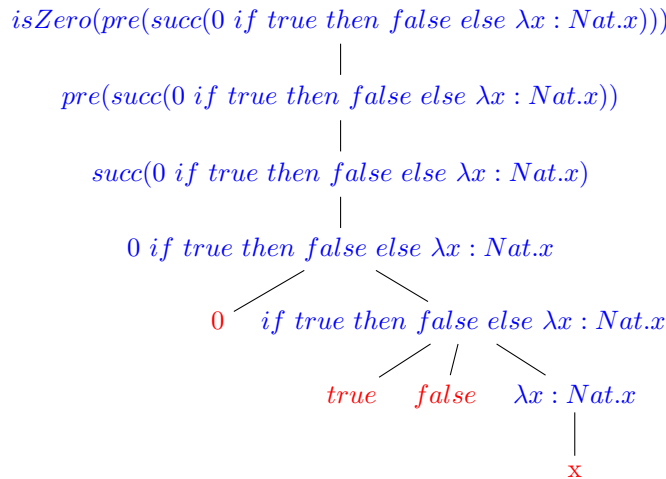 isZero(pre(succ(0 if true then false else λx : Nat.x)))
pre(succ(0 if true then false else λx : Nat.x))
succ(0 if true then false else λx : Nat.x)
0 if true then false else λx : Nat.x
0 if true then false else λx : Nat.x
true false λx : Nat.x
x